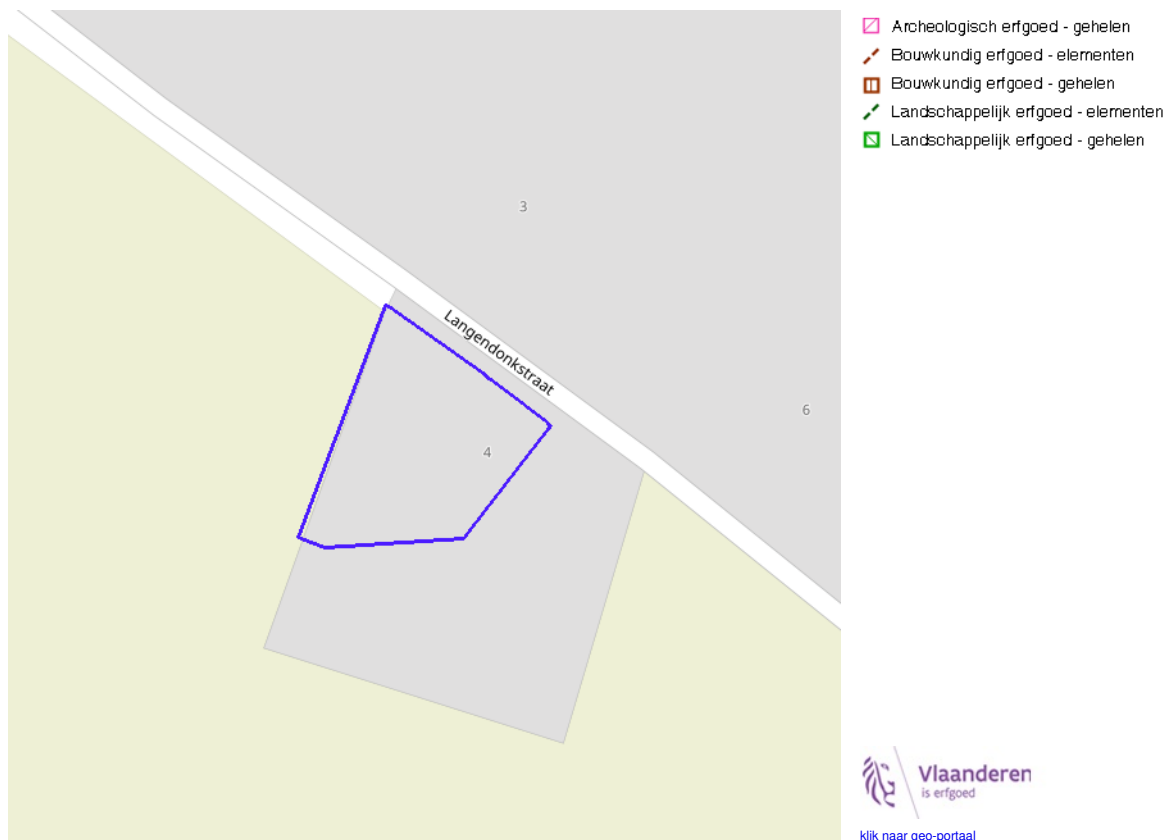 3
Langendonkstraat
6
4
Archeologisch erfgoed - gehelen
Bouwkundig erfgoed - elementen
Bouwkundig erfgoed - gehelen
Landschappelijk erfgoed - elementen
Landschappelijk erfgoed - gehelen
Vlaanderen
is erfgoed
klik naar geo-portaal